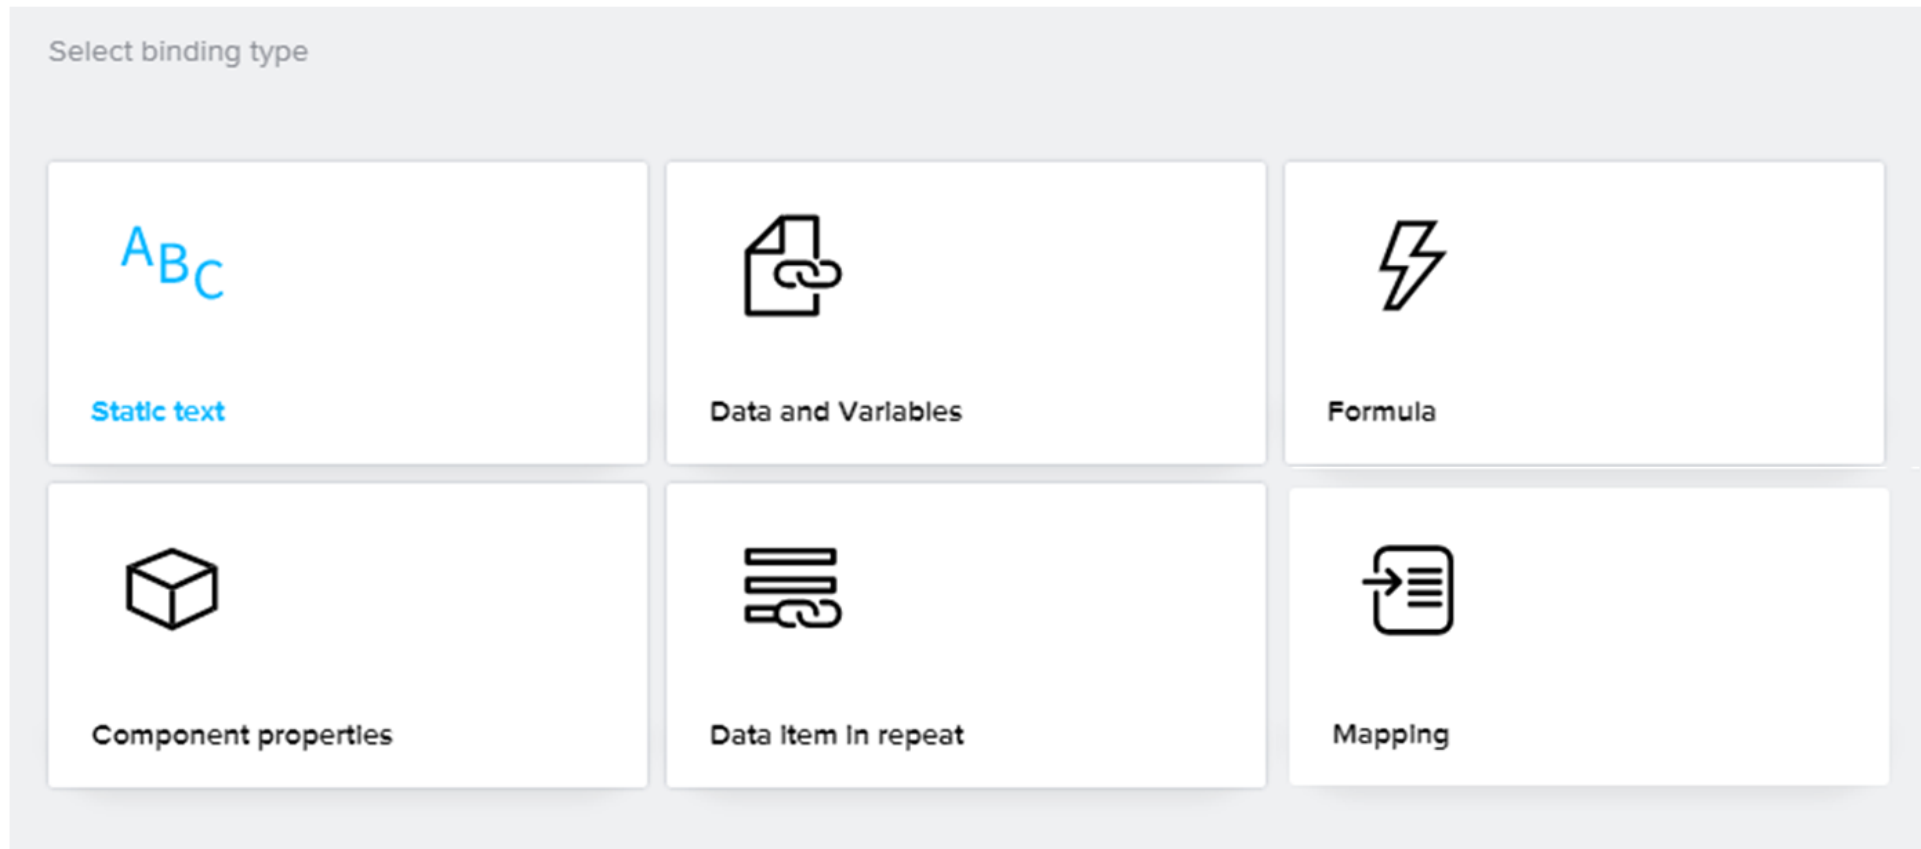 Select binding type
ABC
Static text
Data and Variables
Formula
Component properties
Data item in repeat
Mapping